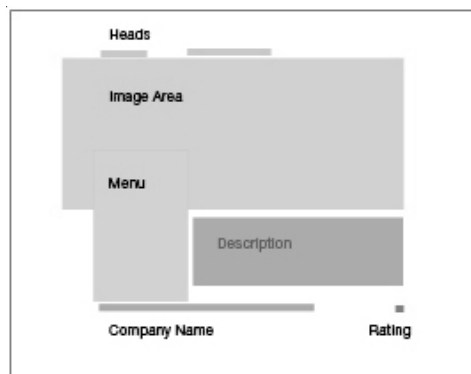 Heads
Image Area
Menu
Description
Company Name
Rating